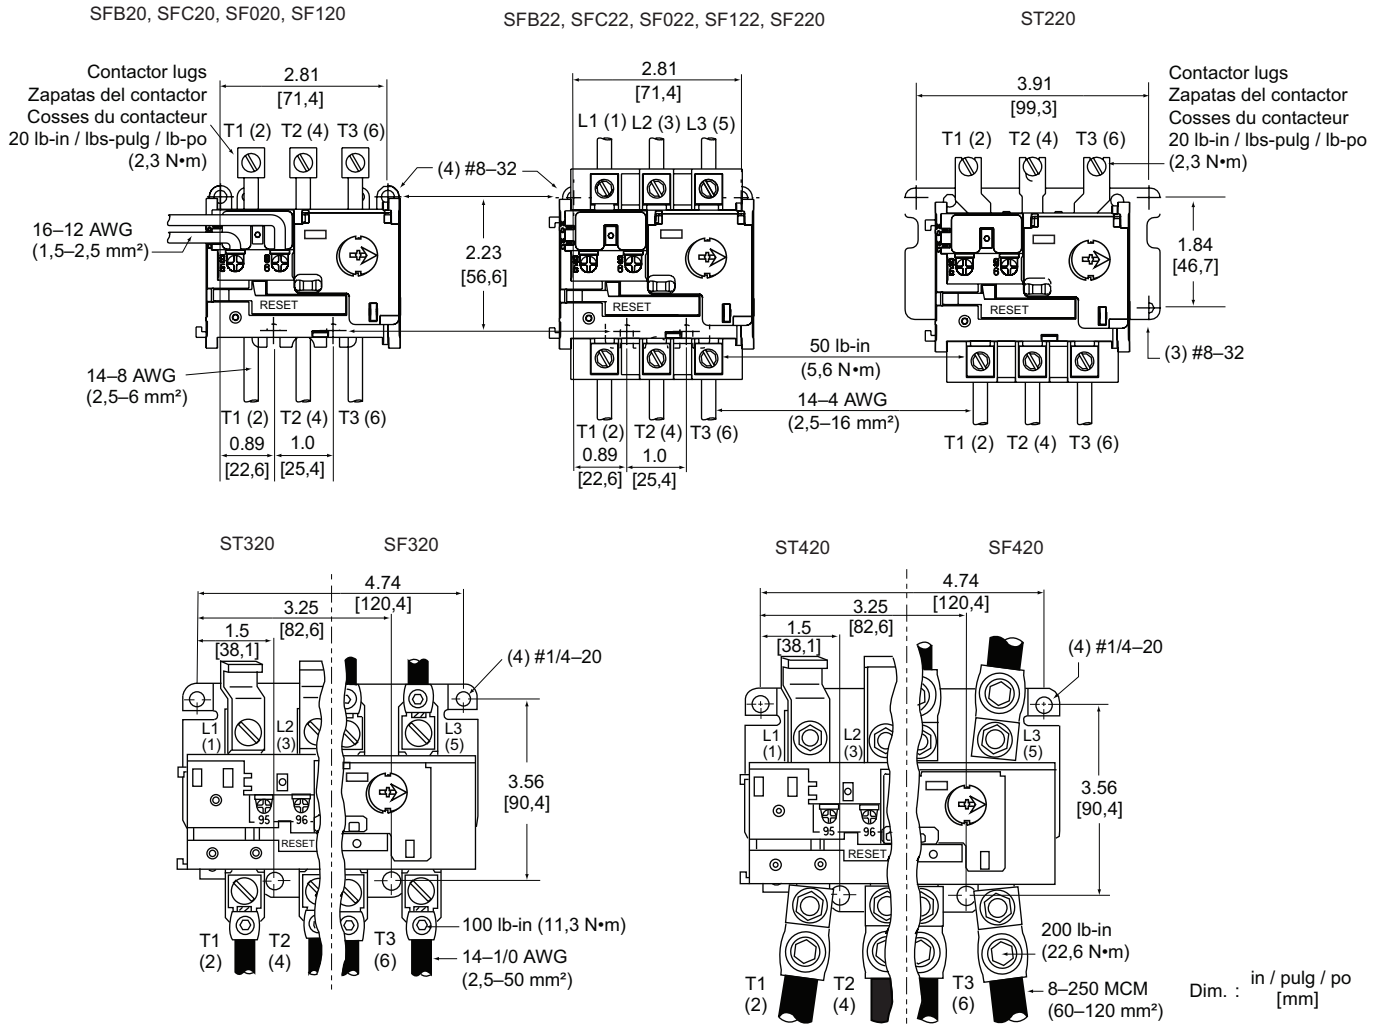 SFB20, SFC20, SF020, SF120
SFB22, SFC22, SF022, SF122, SF220
ST220
Contactor lugs
Zapatas del contactor
Cosses du contacteur
20 lb-in / lbs-pulg / lb-po
(2,3 N•m)
2.81
[71,4]
T1 (2) T2 (4) T3 (6)
16–12 AWG
(1,5–2,5 mm²)
RESET
14–8 AWG
(2,5–6 mm²)
T1 (2) T2 (4) T3 (6)
0.89
[22,6]
1.0
[25,4]
(4) #8–32
2.23
[56,6]
2.81
[71,4]
L1 (1) L2 (3) L3 (5)
RESET
T1 (2) T2 (4) T3 (6)
0.89
[22,6]
1.0
[25,4]
50 lb-in
(5,6 N•m)
14–4 AWG
(2,5–16 mm²)
3.91
[99,3]
T1 (2) T2 (4) T3 (6)
Contactor lugs
Zapatas del contactor
Cosses du contacteur
20 lb-in / lbs-pulg / lb-po
(2,3 N•m)
1.84
[46,7]
RESET
(3) #8–32
T1 (2) T2 (4) T3 (6)
ST320
SF320
4.74
[120,4]
3.25
[82,6]
1.5
[38,1]
(4) #1/4–20
L1
(1)
L2
(3)
L3
(5)
3.56
[90,4]
95
96
RESET
100 lb-in (11,3 N•m)
14–1/0 AWG
(2,5–50 mm²)
T1
(2)
T2
(4)
T3
(6)
ST420
SF420
4.74
[120,4]
3.25
[82,6]
1.5
[38,1]
(4) #1/4–20
L1
(1)
L2
(3)
L3
(5)
3.56
[90,4]
95
96
RESET
200 lb-in
(22,6 N•m)
8–250 MCM
(60–120 mm²)
T1
(2)
T2
(4)
T3
(6)
Dim. : in / pulg / po
[mm]